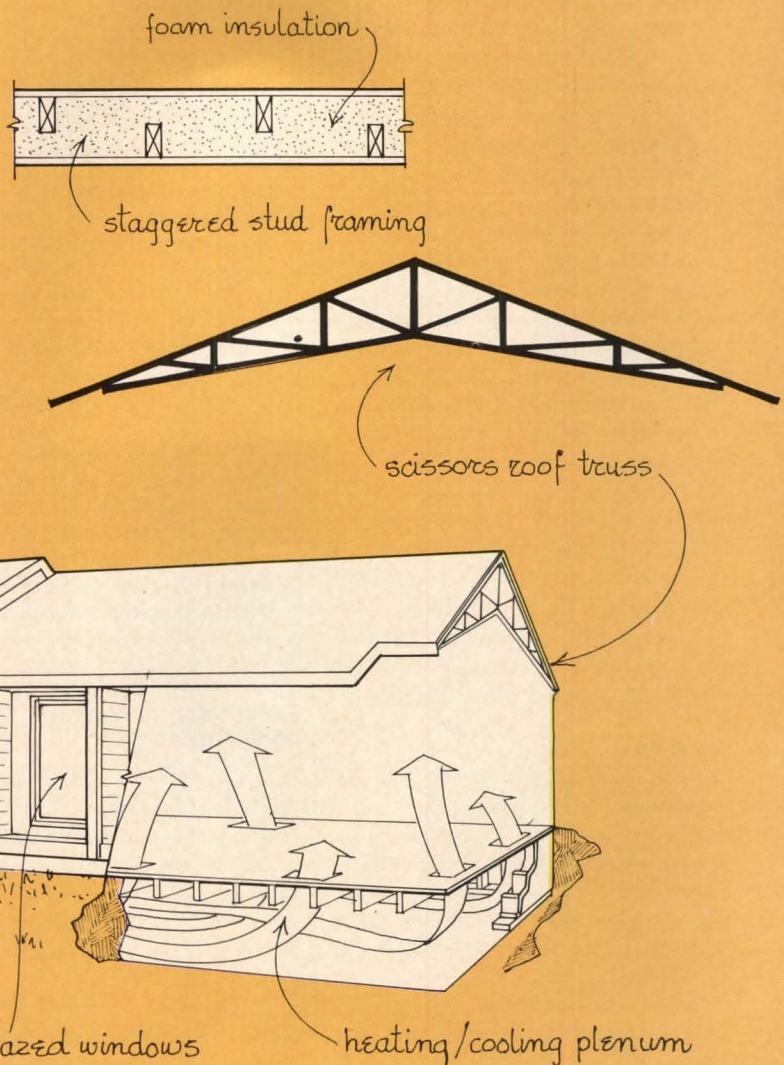 foam insulation
staggered stud framing
scissors roof truss
azed windows
heating/cooling plenum